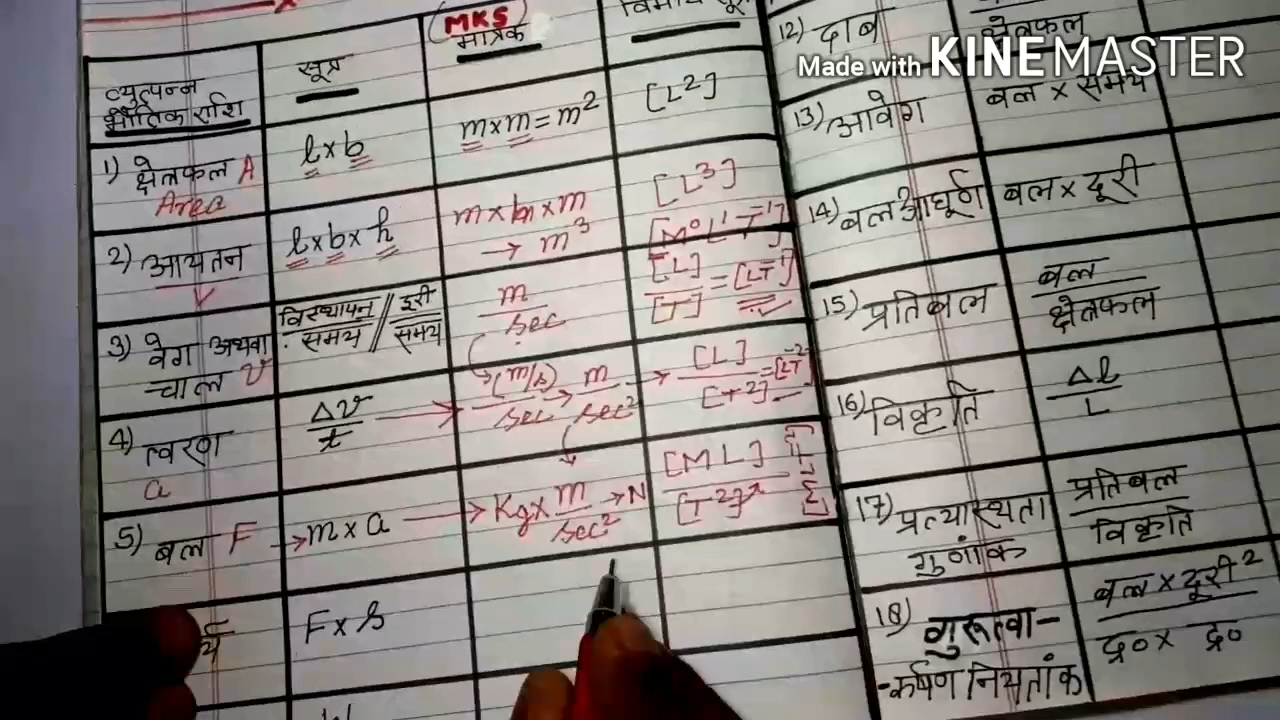 (MKS)
मात्रक
व्युत्पन्न
भौतिक राशि
सूत्र
1) क्षेत्रफल A
Area
l × b
m × m = m²
[L²]
2) आयतन
V
l × b × h
m × m × m
→ m³
[L³]
[M⁰L¹T⁻¹]
3) वेग अथवा
चाल v
विस्थापन // दूरी
समय // समय
m
sec
[L] = [LT⁻¹]
[T]
4) त्वरण
a
Δv
t
(m/s) → m → [L] = [LT⁻²]
sec sec² [T²]
5) बल F
→ m × a
→ Kg × m → N
sec²
[ML]
[T²]
र्य
F × s
W
12) दाब
क्षेत्रफल
Made with KINEMASTER
13) आवेग
बल × समय
14) बल आघूर्ण
बल × दूरी
15) प्रतिबल
बल
क्षेत्रफल
16) विकृति
Δl
L
17) प्रत्यास्थता
गुणांक
प्रतिबल
विकृति
18) गुरुत्वा-
-कर्षण नियतांक
बल × दूरी²
द्र० × द्र०